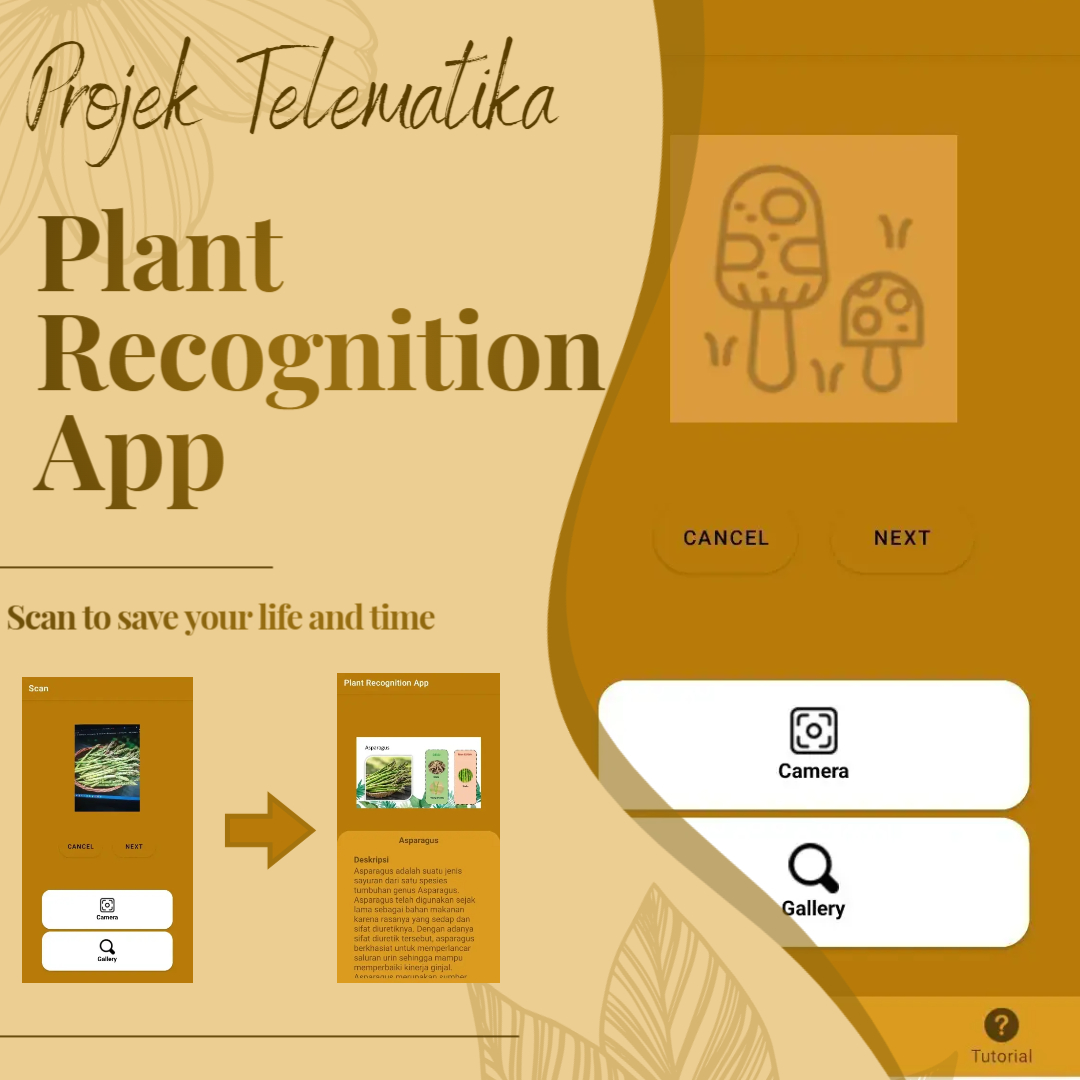 Projek Telematika
Plant
Recognition
App
Scan to save your life and time
Scan
CANCEL NEXT
Camera
Gallery
Plant Recognition App
Asparagus
Asparagus
Deskripsi
Asparagus adalah suatu jenis
sayuran dari satu spesies
tumbuhan genus Asparagus.
Asparagus telah digunakan sejak
lama sebagai bahan makanan
karena rasanya yang sedap dan
sifat diuretiknya. Dengan adanya
sifat diuretik tersebut, asparagus
berkhasiat untuk memperlancar
saluran urin sehingga mampu
memperbaiki kinerja ginjal.
Asparagus merupakan sumber
CANCEL NEXT
Camera
Gallery
Tutorial